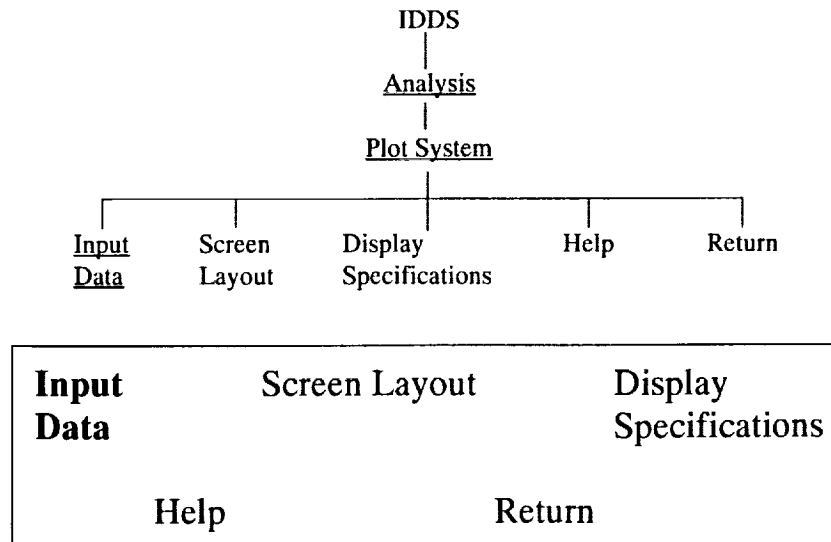 IDDS
Analysis
Plot System
Input Screen Display Help Return
Data Layout Specifications
Input Screen Layout Display
Data Specifications
Help Return